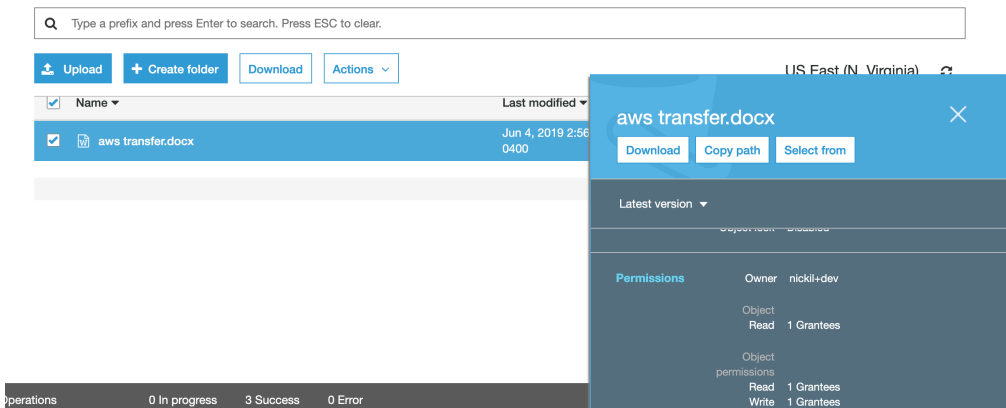 Type a prefix and press Enter to search. Press ESC to clear.
Upload + Create folder Download Actions
US East (N. Virginia)
Name Last modified
aws transfer.docx
Jun 4, 2019 2:56
0400
aws transfer.docx
Download Copy path Select from
Latest version
Object lock Disabled
Permissions Owner nickil+dev
Object
Read 1 Grantees
Object
permissions
Read 1 Grantees
Write 1 Grantees
Operations 0 In progress 3 Success 0 Error